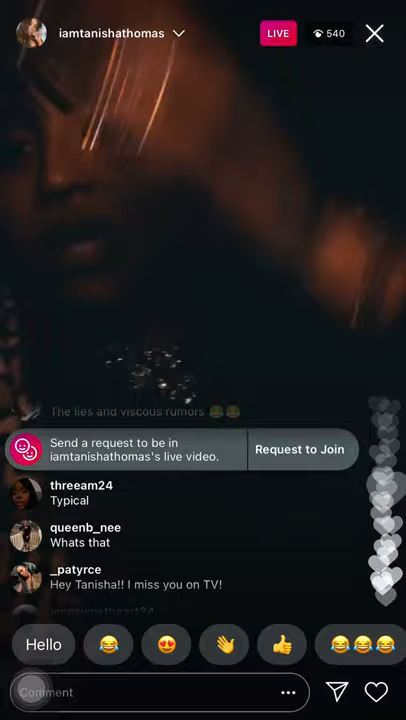 iamtanishathomas
LIVE
540
The lies and viscous rumors 😂😂
Send a request to be in
iamtanishathomas's live video.
Request to Join
threeam24
Typical
queenb_nee
Whats that
_patyrce
Hey Tanisha!! I miss you on TV!
Hello
Comment